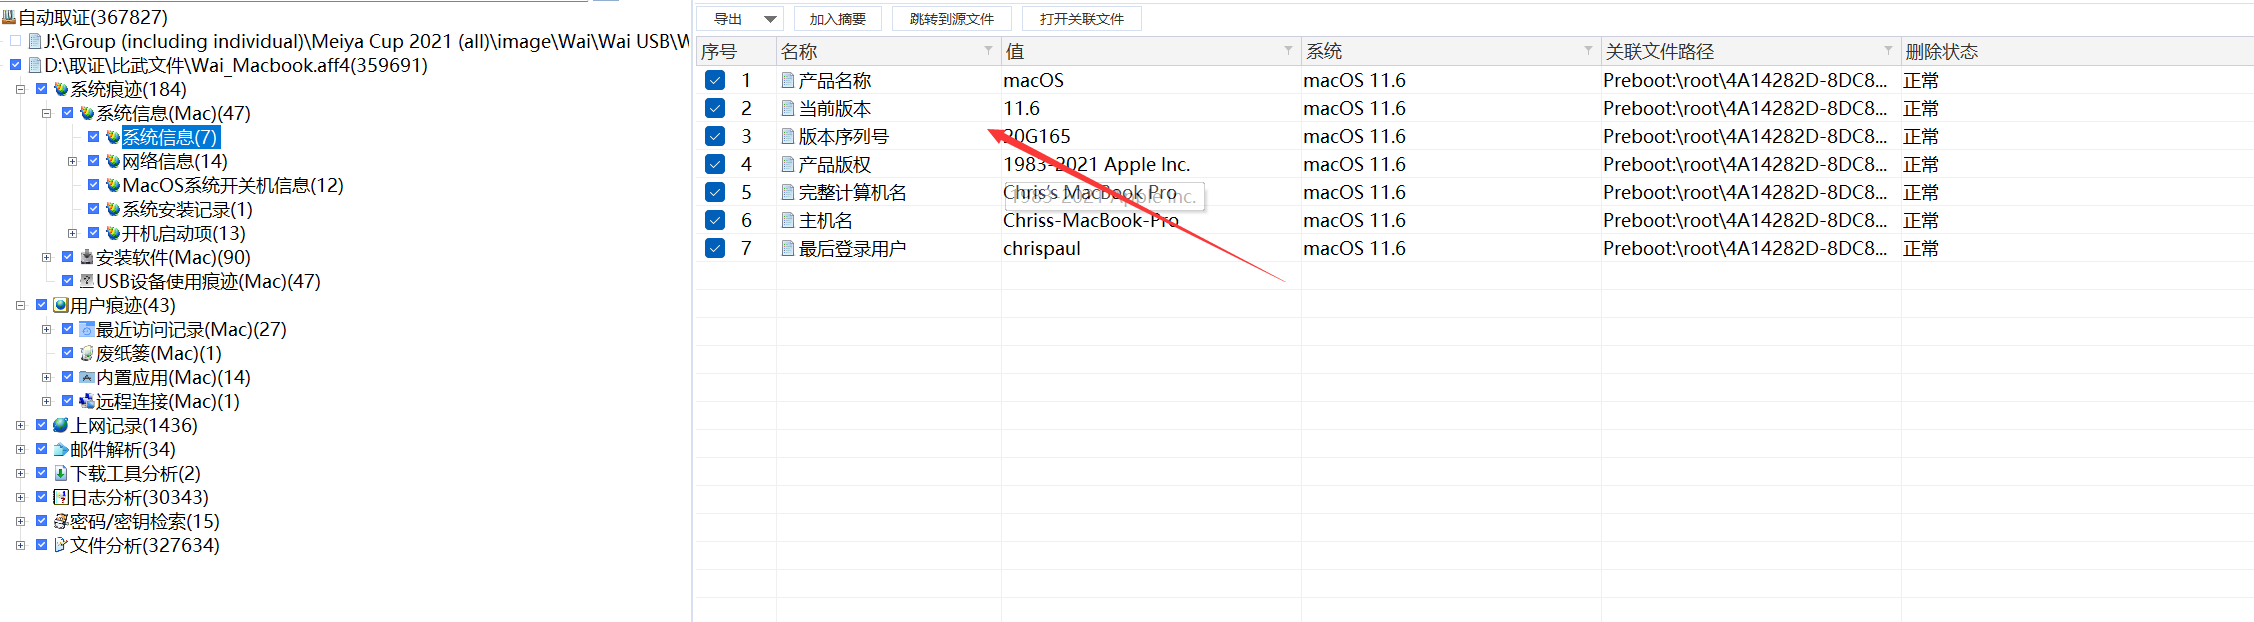 自动取证(367827)
J:\Group (including individual)\Meiya Cup 2021 (all)\image\Wai\Wai USB\W
D:\取证\比武文件\Wai_Macbook.aff4(359691)
系统痕迹(184)
系统信息(Mac)(47)
系统信息(7)
网络信息(14)
MacOS系统开关机信息(12)
系统安装记录(1)
开机启动项(13)
安装软件(Mac)(90)
USB设备使用痕迹(Mac)(47)
用户痕迹(43)
最近访问记录(Mac)(27)
废纸篓(Mac)(1)
内置应用(Mac)(14)
远程连接(Mac)(1)
上网记录(1436)
邮件解析(34)
下载工具分析(2)
日志分析(30343)
密码/密钥检索(15)
文件分析(327634)
导出 加入摘要 跳转到源文件 打开关联文件
序号 名称 值 系统 关联文件路径 删除状态
1 产品名称 macOS macOS 11.6 Preboot:\root\4A14282D-8DC8... 正常
2 当前版本 11.6 macOS 11.6 Preboot:\root\4A14282D-8DC8... 正常
3 版本序列号 20G165 macOS 11.6 Preboot:\root\4A14282D-8DC8... 正常
4 产品版权 1983-2021 Apple Inc. macOS 11.6 Preboot:\root\4A14282D-8DC8... 正常
5 完整计算机名 Chris's MacBook Pro macOS 11.6 Preboot:\root\4A14282D-8DC8... 正常
1983-2021 Apple Inc.
6 主机名 Chriss-MacBook-Pro macOS 11.6 Preboot:\root\4A14282D-8DC8... 正常
7 最后登录用户 chrispaul macOS 11.6 Preboot:\root\4A14282D-8DC8... 正常